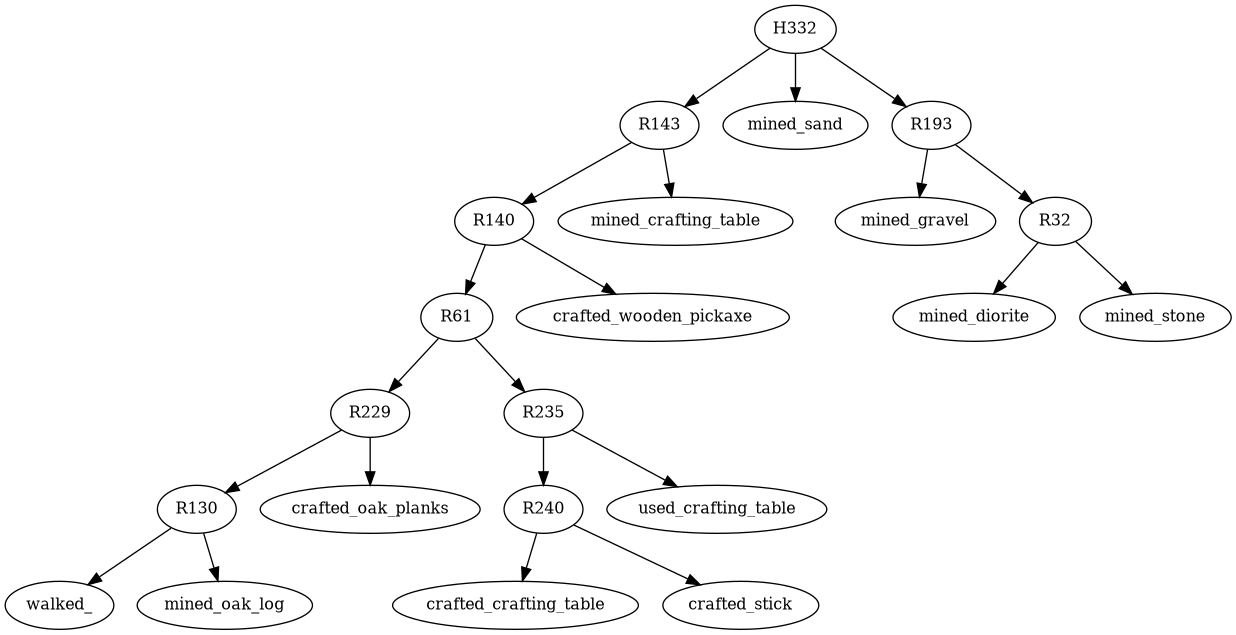 H332
R143
mined_sand
R193
R140
mined_crafting_table
mined_gravel
R32
R61
crafted_wooden_pickaxe
mined_diorite
mined_stone
R229
R235
R130
crafted_oak_planks
R240
used_crafting_table
walked_
mined_oak_log
crafted_crafting_table
crafted_stick